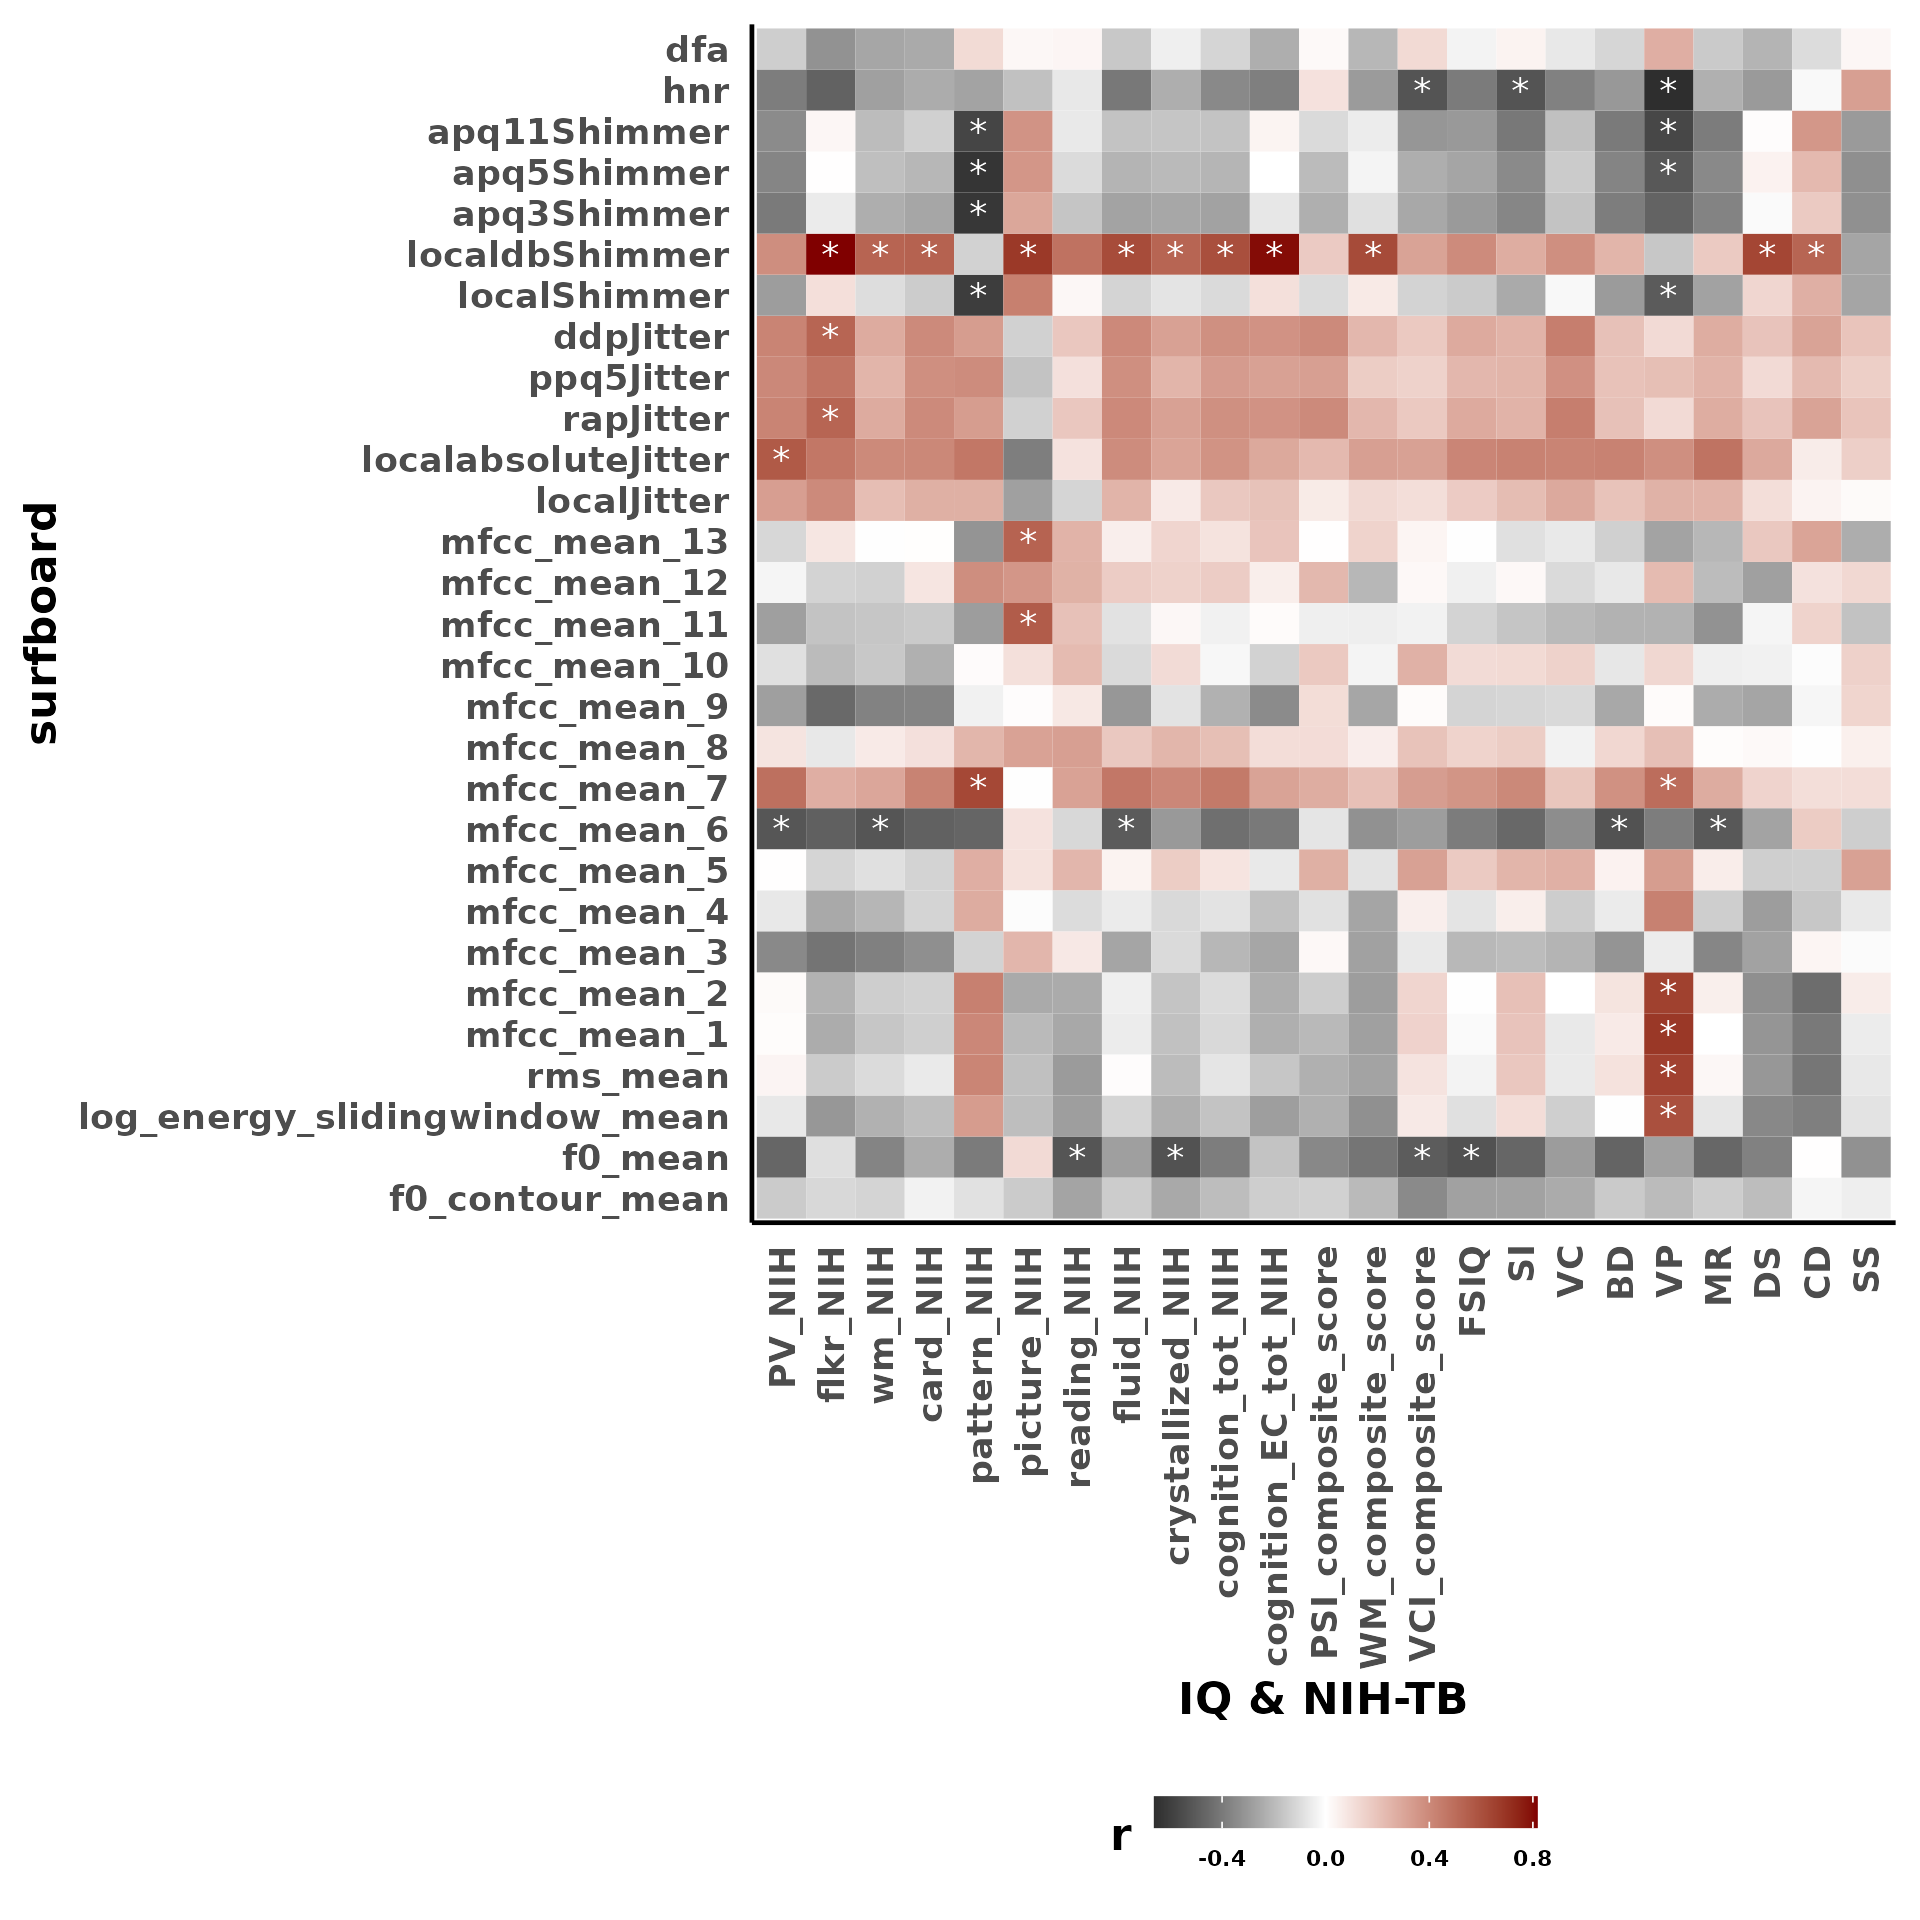 surfboard
dfa
hnr *  *  *
apq11Shimmer *  *
apq5Shimmer *  *
apq3Shimmer *
localdbShimmer *  *  *  *  *  *  *  *  *  *  *
localShimmer *  *
ddpJitter *
ppq5Jitter
rapJitter *
localabsoluteJitter *
localJitter
mfcc_mean_13 *
mfcc_mean_12
mfcc_mean_11 *
mfcc_mean_10
mfcc_mean_9
mfcc_mean_8
mfcc_mean_7 *  *
mfcc_mean_6 *  *  *  *  *
mfcc_mean_5
mfcc_mean_4
mfcc_mean_3
mfcc_mean_2 *
mfcc_mean_1 *
rms_mean *
log_energy_slidingwindow_mean *
f0_mean *  *  *  *
f0_contour_mean
PV_NIH
flkr_NIH
wm_NIH
card_NIH
pattern_NIH
picture_NIH
reading_NIH
fluid_NIH
crystallized_NIH
cognition_tot_NIH
cognition_EC_tot_NIH
PSI_composite_score
WM_composite_score
VCI_composite_score
FSIQ
SI
VC
BD
VP
MR
DS
CD
SS
IQ & NIH-TB
r
-0.4 0.0 0.4 0.8